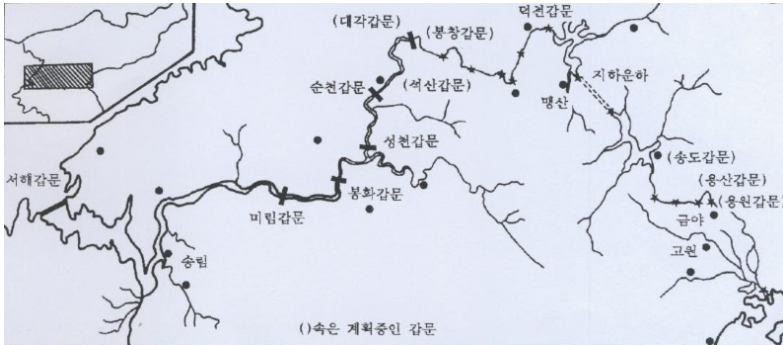 덕천갑문
(대각갑문)
(봉창갑문)
지하운하
순천갑문
(석산갑문)
맹산
성천갑문
(송도갑문)
서해갑문
(용산갑문)
봉화갑문
(용원갑문)
미림갑문
금야
고원
송림
()속은 계획중인 갑문